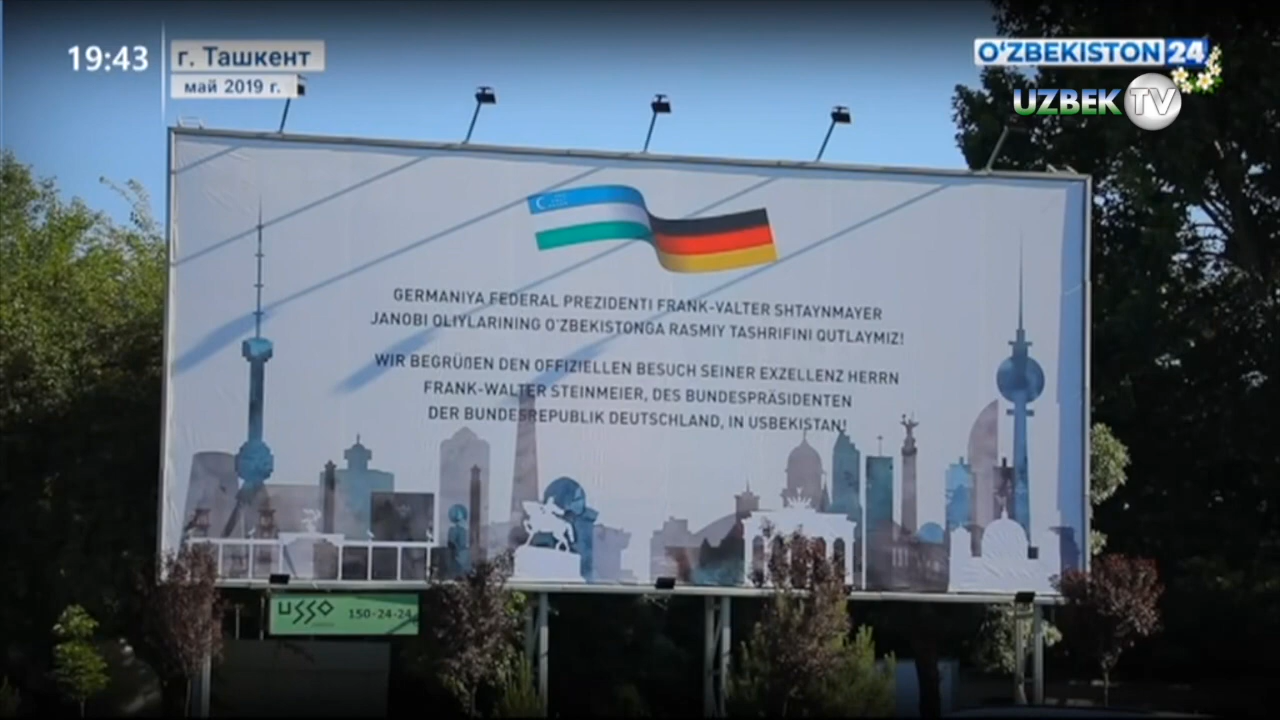 19:43
г. Ташкент
май 2019 г.
O‘ZBEKISTON 24
UZBEK TV
GERMANIYA FEDERAL PREZIDENTI FRANK-VALTER SHTAYNMAYER
JANOBI OLIYLARINING O‘ZBEKISTONGA RASMIY TASHRIFINI QUTLAYMIZ!
WIR BEGRÜßEN DEN OFFIZIELLEN BESUCH SEINER EXZELLENZ HERRN
FRANK-WALTER STEINMEIER, DES BUNDESPRÄSIDENTEN
DER BUNDESREPUBLIK DEUTSCHLAND, IN USBEKISTAN!
USSO 150-24-24